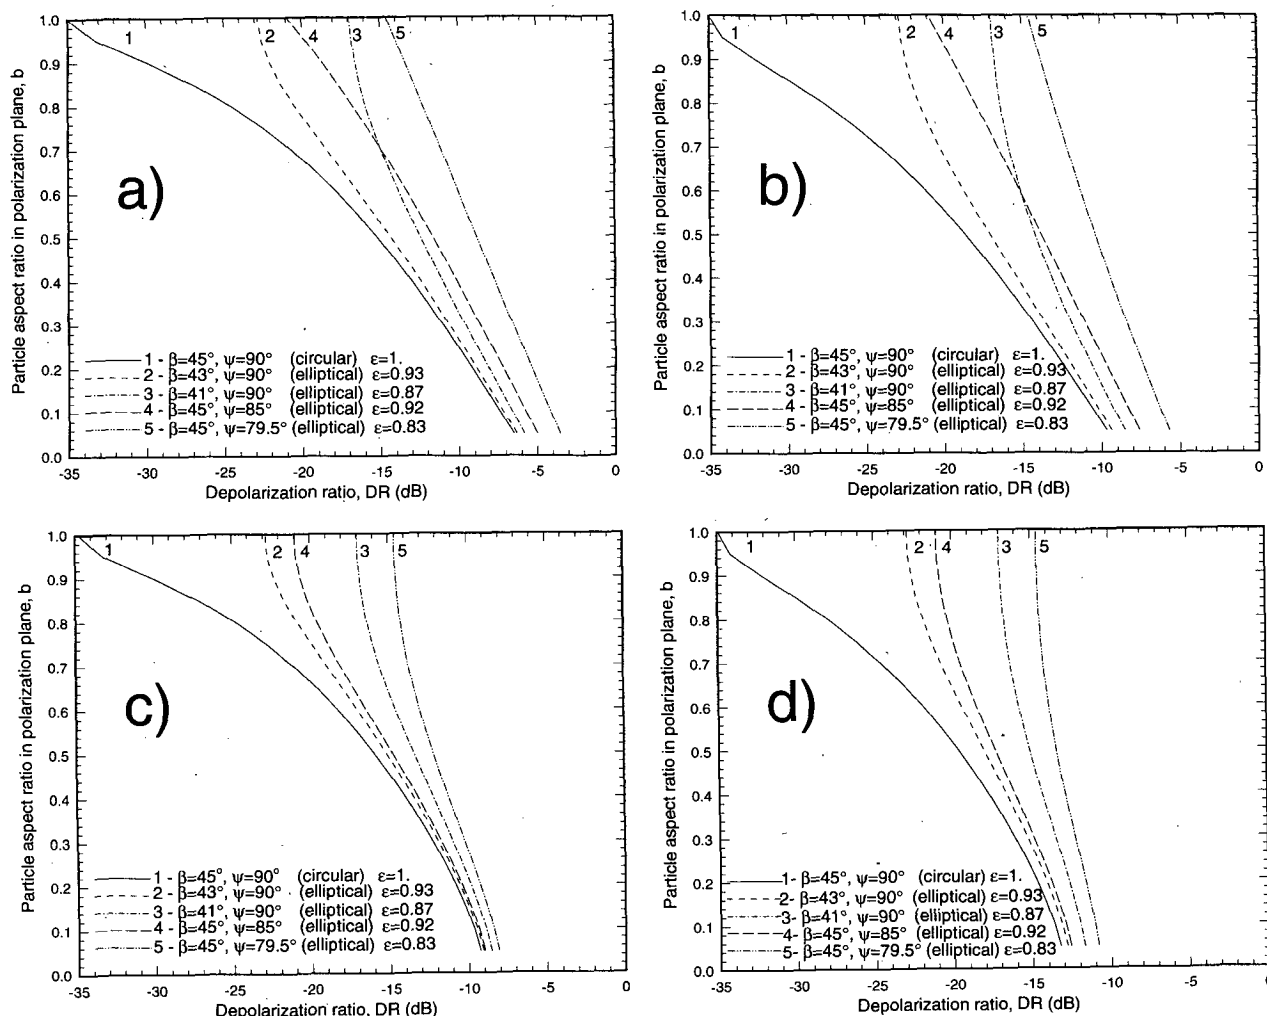 1.0
0.9
0.8
0.7
0.6
0.5
0.4
0.3
0.2
0.1
0.0
Particle aspect ratio in polarization plane, b
1 2 4 3 5
a)
1 - β=45°, ψ=90° (circular) ε=1.
2 - β=43°, ψ=90° (elliptical) ε=0.93
3 - β=41°, ψ=90° (elliptical) ε=0.87
4 - β=45°, ψ=85° (elliptical) ε=0.92
5 - β=45°, ψ=79.5° (elliptical) ε=0.83
-35 -30 -25 -20 -15 -10 -5 0
Depolarization ratio, DR (dB)
1.0
0.9
0.8
0.7
0.6
0.5
0.4
0.3
0.2
0.1
0.0
Particle aspect ratio in polarization plane, b
1 2 4 3 5
b)
1 - β=45°, ψ=90° (circular) ε=1.
2 - β=43°, ψ=90° (elliptical) ε=0.93
3 - β=41°, ψ=90° (elliptical) ε=0.87
4 - β=45°, ψ=85° (elliptical) ε=0.92
5 - β=45°, ψ=79.5° (elliptical) ε=0.83
-35 -30 -25 -20 -15 -10 -5 0
Depolarization ratio, DR (dB)
1.0
0.9
0.8
0.7
0.6
0.5
0.4
0.3
0.2
0.1
0.0
Particle aspect ratio in polarization plane, b
1 2 4 3 5
c)
1 - β=45°, ψ=90° (circular) ε=1.
2 - β=43°, ψ=90° (elliptical) ε=0.93
3 - β=41°, ψ=90° (elliptical) ε=0.87
4 - β=45°, ψ=85° (elliptical) ε=0.92
5 - β=45°, ψ=79.5° (elliptical) ε=0.83
-35 -30 -25 -20 -15 -10 -5 0
Depolarization ratio, DR (dB)
1.0
0.9
0.8
0.7
0.6
0.5
0.4
0.3
0.2
0.1
0.0
Particle aspect ratio in polarization plane, b
1 2 4 3 5
d)
1- β=45°, ψ=90° (circular) ε=1.
2- β=43°, ψ=90° (elliptical) ε=0.93
3- β=41°, ψ=90° (elliptical) ε=0.87
4- β=45°, ψ=85° (elliptical) ε=0.92
5- β=45°, ψ=79.5° (elliptical) ε=0.83
-35 -30 -25 -20 -15 -10 -5 0
Depolarization ratio, DR (dB)